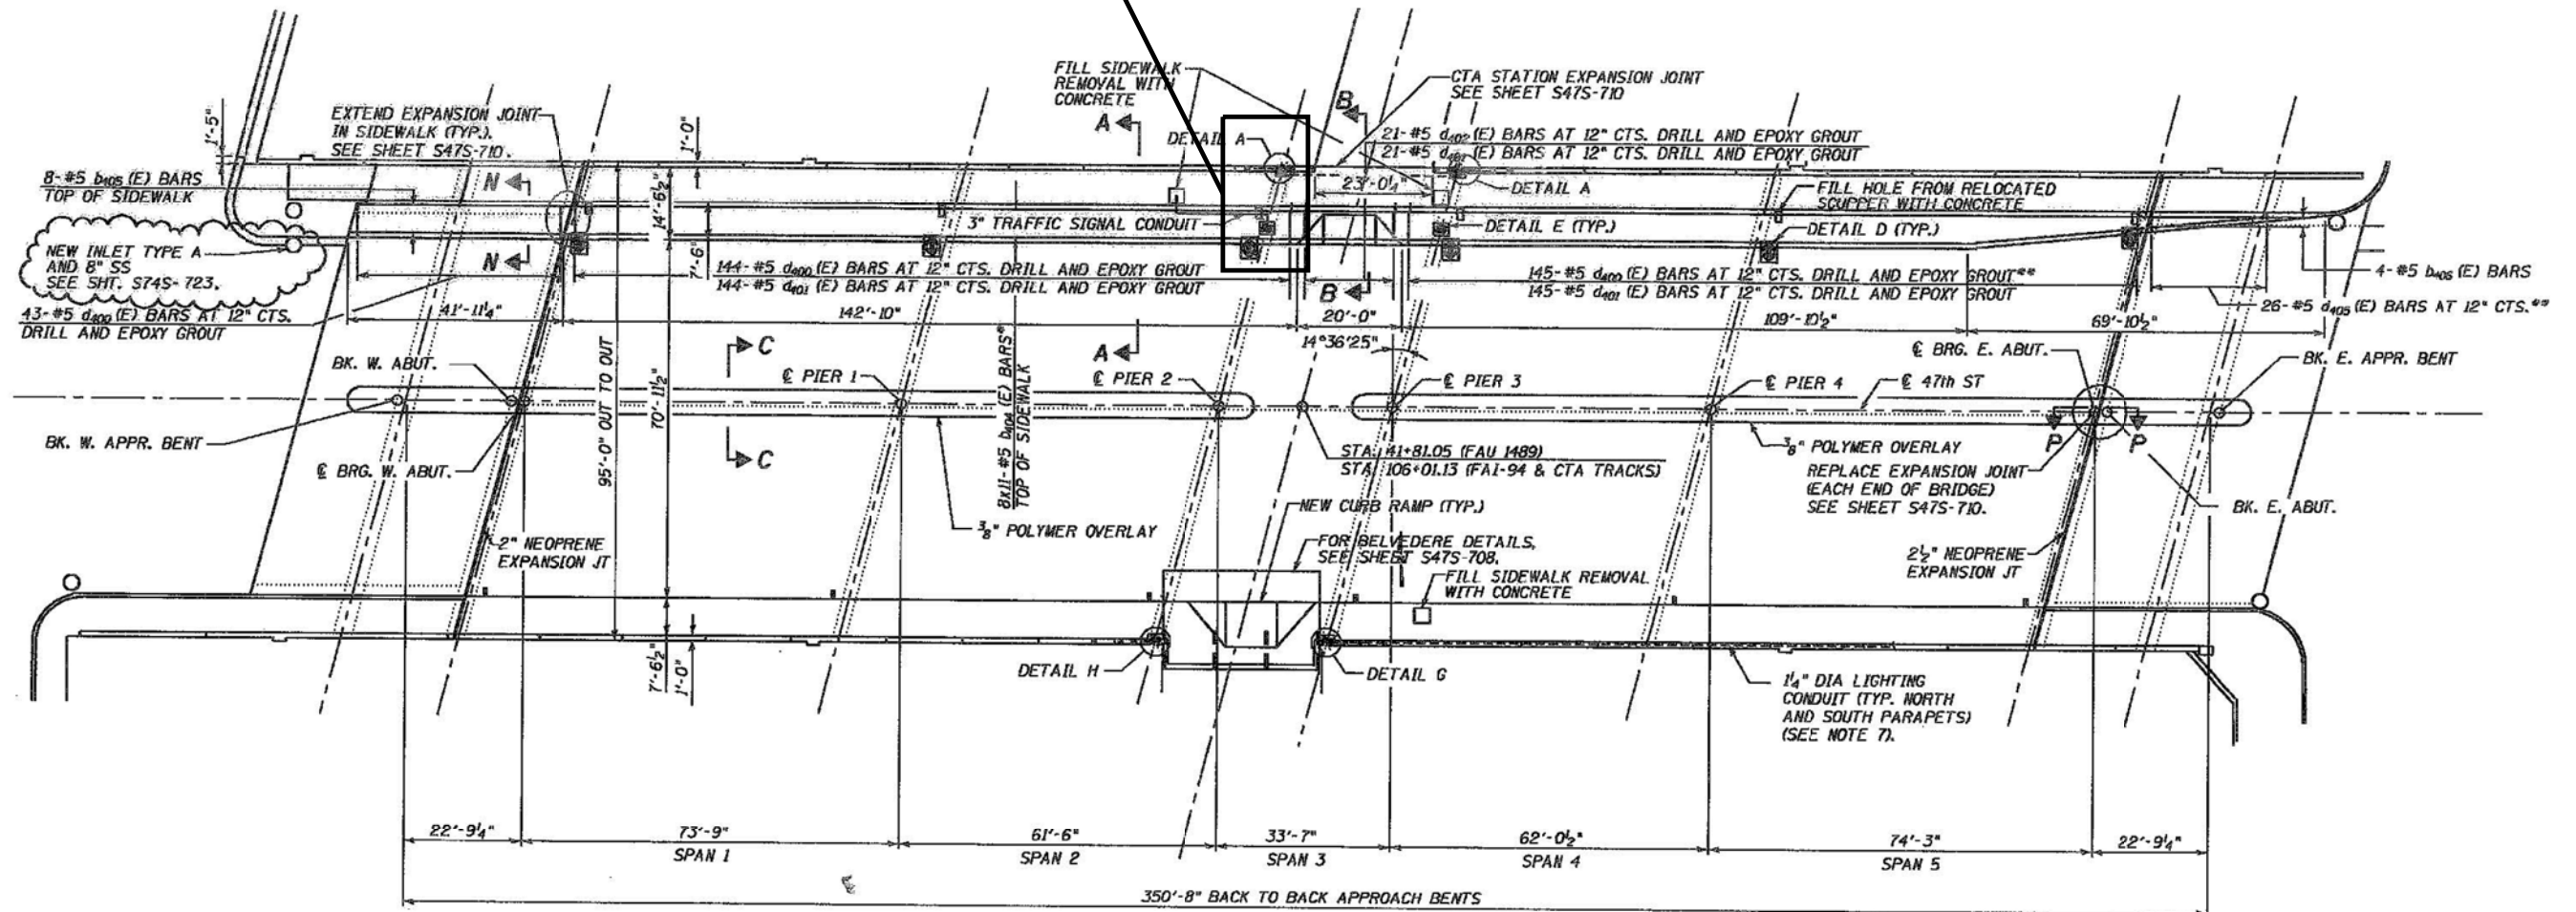 FILL SIDEWALK
REMOVAL WITH
CONCRETE
CTA STATION EXPANSION JOINT
SEE SHEET S47S-710
EXTEND EXPANSION JOINT
IN SIDEWALK (TYP.).
SEE SHEET S47S-710.
1'-5"
1'-0"
A
B
DETAIL A
21-#5 d402 (E) BARS AT 12" CTS. DRILL AND EPOXY GROUT
21-#5 d401 (E) BARS AT 12" CTS. DRILL AND EPOXY GROUT
8-#5 b405 (E) BARS
TOP OF SIDEWALK
N
23'-0¼"
DETAIL A
FILL HOLE FROM RELOCATED
SCUPPER WITH CONCRETE
14'-6½"
3" TRAFFIC SIGNAL CONDUIT
DETAIL E (TYP.)
DETAIL D (TYP.)
NEW INLET TYPE A
AND 8" SS
SEE SHT. S74S-723.
N
7'-6"
144-#5 d400 (E) BARS AT 12" CTS. DRILL AND EPOXY GROUT
144-#5 d401 (E) BARS AT 12" CTS. DRILL AND EPOXY GROUT
B
145-#5 d400 (E) BARS AT 12" CTS. DRILL AND EPOXY GROUT**
145-#5 d401 (E) BARS AT 12" CTS. DRILL AND EPOXY GROUT
4-#5 b405 (E) BARS
26-#5 d405 (E) BARS AT 12" CTS.**
43-#5 d400 (E) BARS AT 12" CTS.
DRILL AND EPOXY GROUT
41'-11¼"
142'-10"
20'-0"
109'-10½"
69'-10½"
14°36'25"
C
A
BK. W. ABUT.
℄ PIER 1
℄ PIER 2
℄ PIER 3
℄ PIER 4
℄ 47th ST
℄ BRG. E. ABUT.
BK. E. APPR. BENT
95'-0" OUT TO OUT
70'-11½"
8x11-#5 b404 (E) BARS*
TOP OF SIDEWALK
BK. W. APPR. BENT
℄ BRG. W. ABUT.
C
STA. 41+81.05 (FAU 1489)
STA. 106+01.13 (FAI-94 & CTA TRACKS)
⅜" POLYMER OVERLAY
P
P
REPLACE EXPANSION JOINT
(EACH END OF BRIDGE)
SEE SHEET S47S-710.
BK. E. ABUT.
NEW CURB RAMP (TYP.)
⅜" POLYMER OVERLAY
2" NEOPRENE
EXPANSION JT
FOR BELVEDERE DETAILS,
SEE SHEET S47S-708.
2½" NEOPRENE
EXPANSION JT
FILL SIDEWALK REMOVAL
WITH CONCRETE
7'-6½"
1'-0"
DETAIL H
DETAIL G
1¼" DIA LIGHTING
CONDUIT (TYP. NORTH
AND SOUTH PARAPETS)
(SEE NOTE 7).
22'-9¼"
73'-9"
61'-6"
33'-7"
62'-0½"
74'-3"
22'-9¼"
SPAN 1
SPAN 2
SPAN 3
SPAN 4
SPAN 5
350'-8" BACK TO BACK APPROACH BENTS